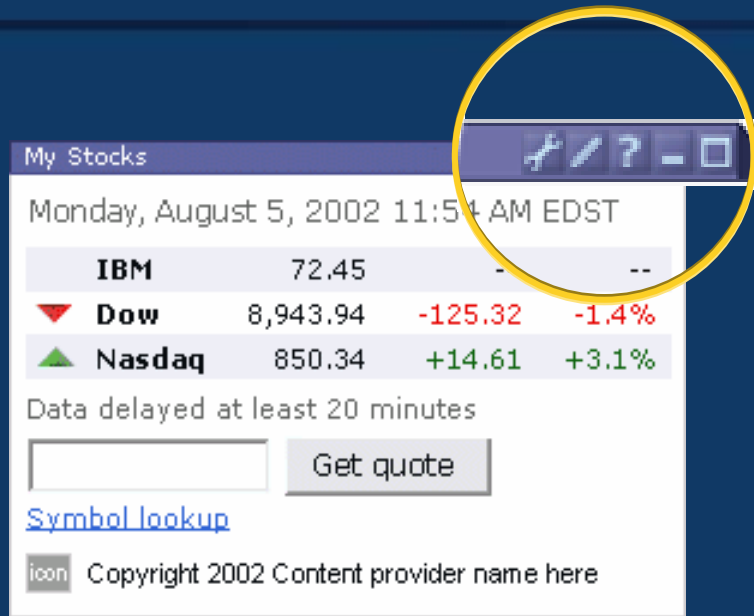 My Stocks
Monday, August 5, 2002 11:54 AM EDST
IBM 72.45 - --
Dow 8,943.94 -125.32 -1.4%
Nasdaq 850.34 +14.61 +3.1%
Data delayed at least 20 minutes
Get quote
Symbol lookup
icon Copyright 2002 Content provider name here